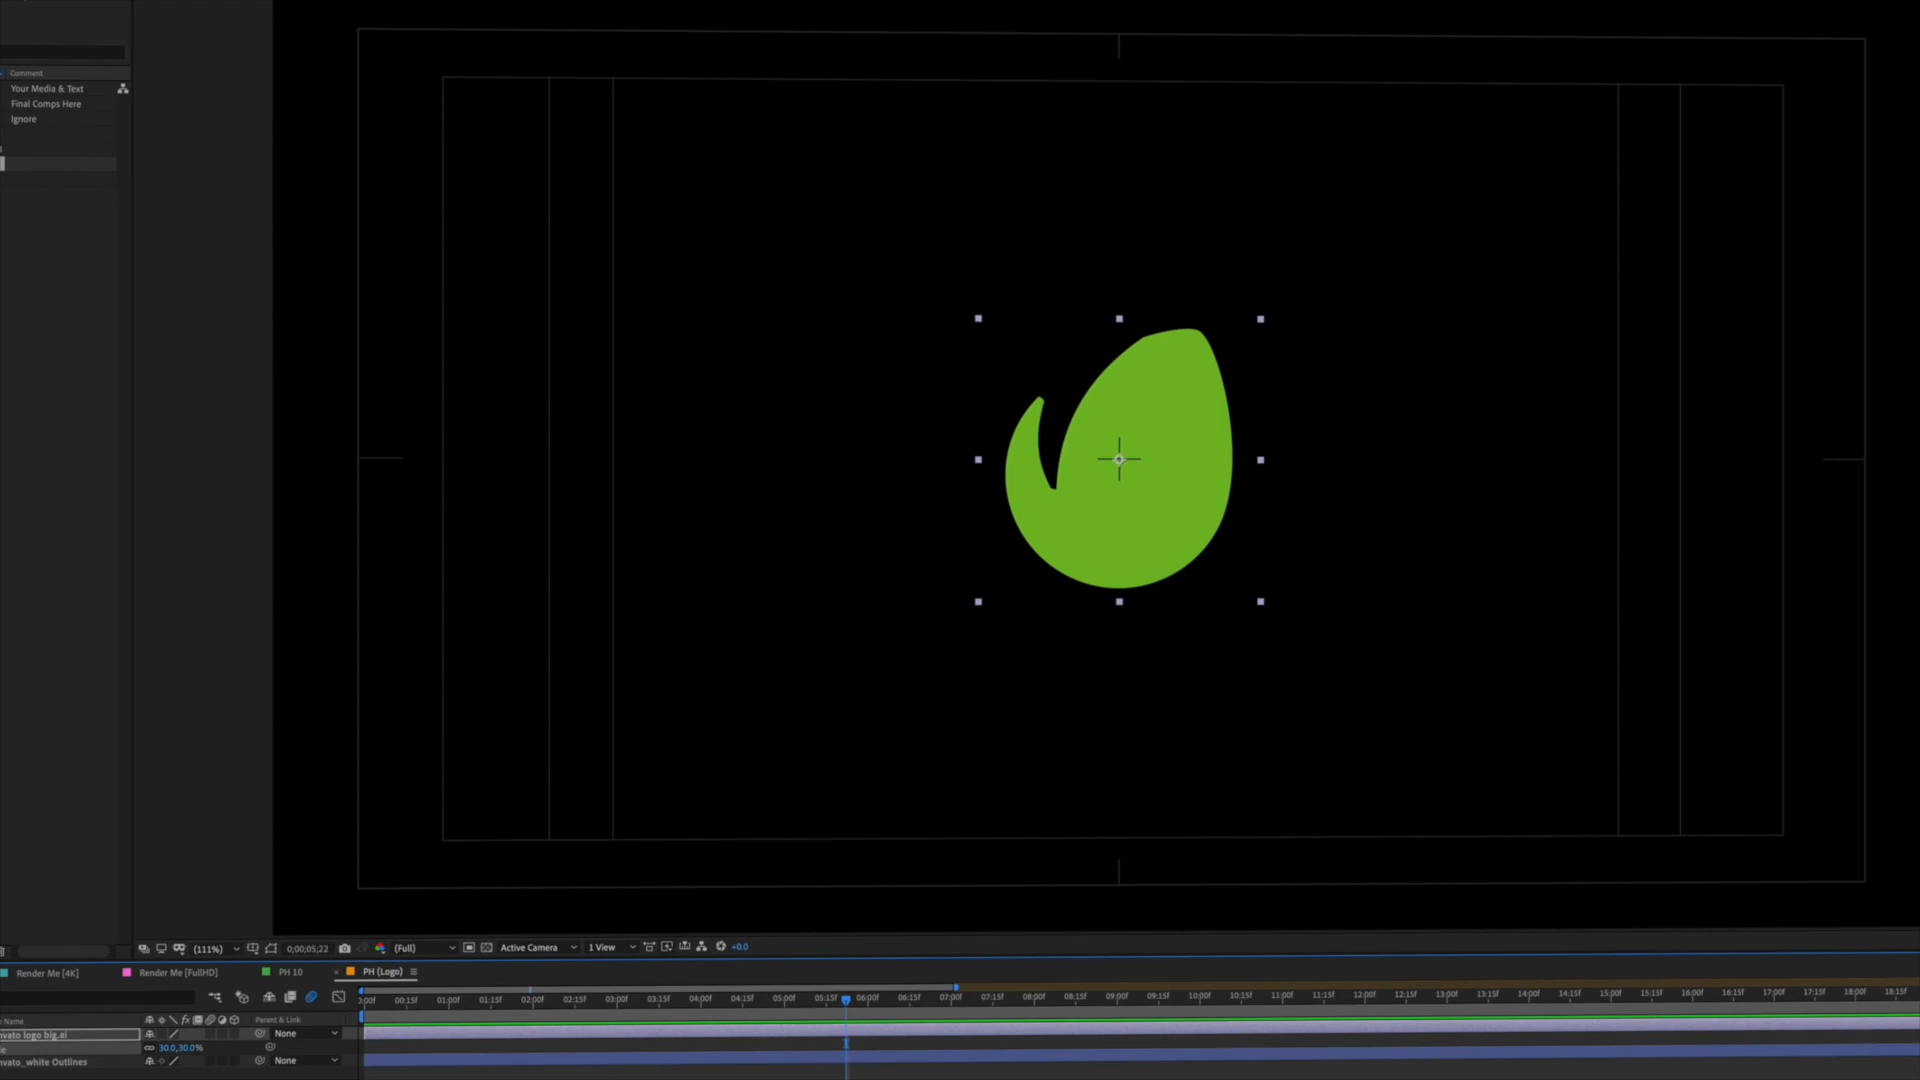 Comment
Your Media & Text
Final Comps Here
Ignore
(111%)
0;00;05;22
(Full)
Active Camera
1 View
+0.0
Render Me [4K]
Render Me [FullHD]
PH 10
× PH (Logo)
0:00f 00:15f 01:00f 01:15f 02:00f 02:15f 03:00f 03:15f 04:00f 04:15f 05:00f 05:15f 06:00f 06:15f 07:00f 07:15f 08:00f 08:15f 09:00f 09:15f 10:00f 10:15f 11:00f 11:15f 12:00f 12:15f 13:00f 13:15f 14:00f 14:15f 15:00f 15:15f 16:00f 16:15f 17:00f 17:15f 18:00f 18:15f
Name
fx
Parent & Link
nvato logo big.ai
None
30.0,30.0%
nvato_white Outlines
None